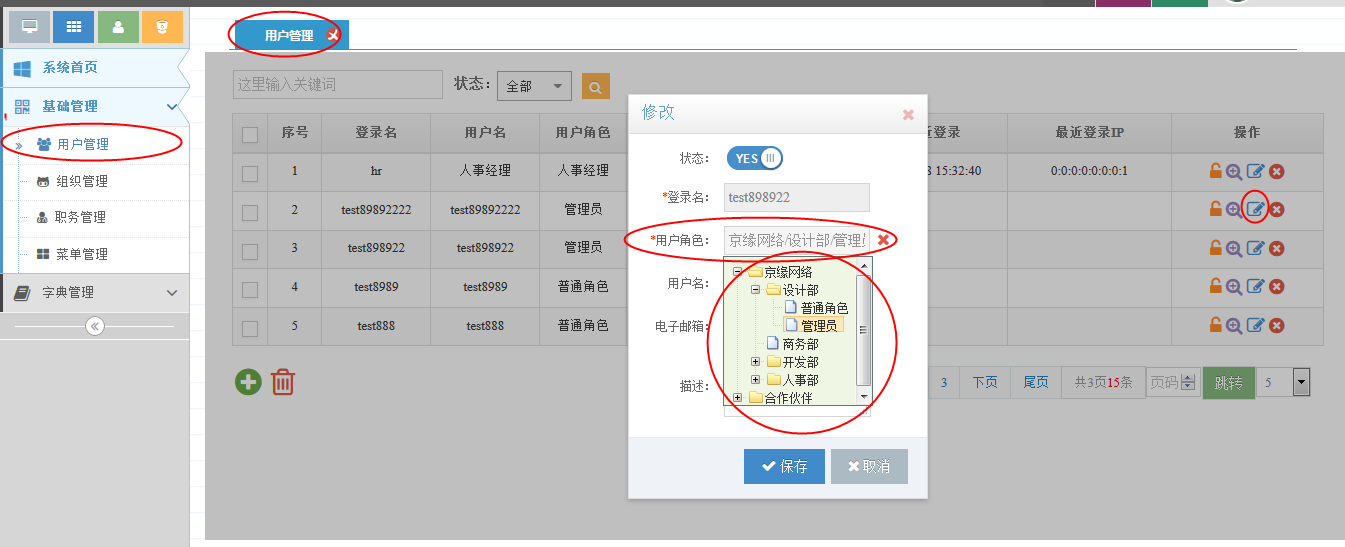 用户管理
系统首页
基础管理
用户管理
组织管理
职务管理
菜单管理
字典管理
这里输入关键词
状态：
全部
序号 登录名 用户名 用户角色 登录 最近登录IP 操作
1 hr 人事经理 人事经理 15:32:40 0:0:0:0:0:0:0:1
2 test89892222 test89892222 管理员
3 test898922 test898922 管理员
4 test8989 test8989 普通角色
5 test888 test888 普通角色
3 下页 尾页 共3页15条 页码 跳转 5
修改
状态：
YES
*登录名：
test898922
*用户角色：
京缘网络/设计部/管理
用户名：
电子邮箱：
描述：
京缘网络
设计部
普通角色
管理员
商务部
开发部
人事部
合作伙伴
保存
取消